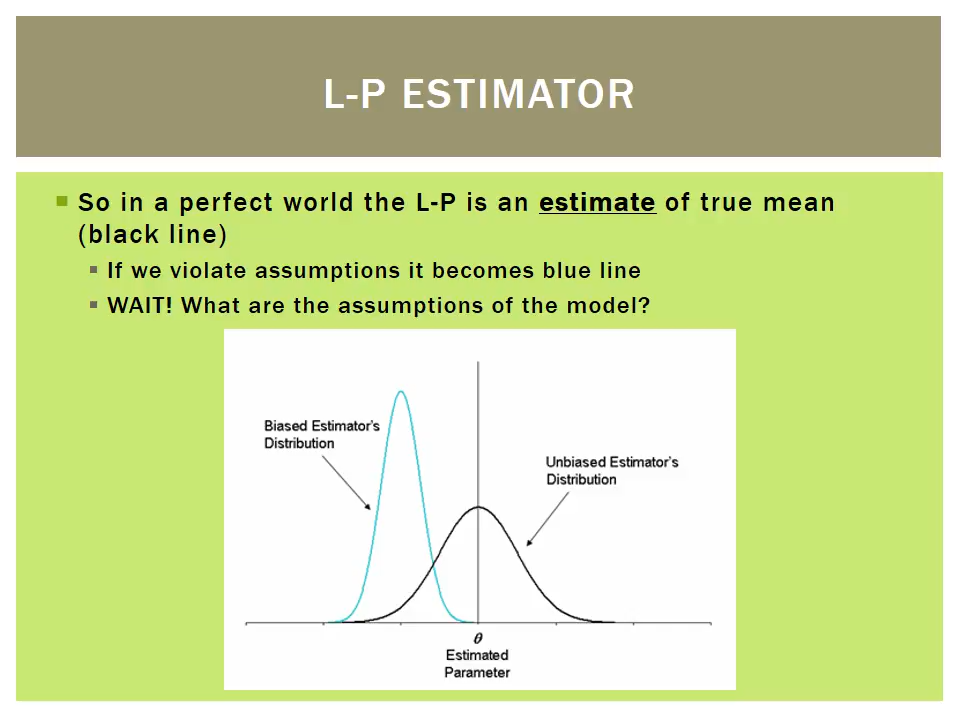 L-P ESTIMATOR
So in a perfect world the L-P is an estimate of true mean
(black line)
If we violate assumptions it becomes blue line
WAIT! What are the assumptions of the model?
Biased Estimator's
Distribution
Unbiased Estimator's
Distribution
θ
Estimated
Parameter